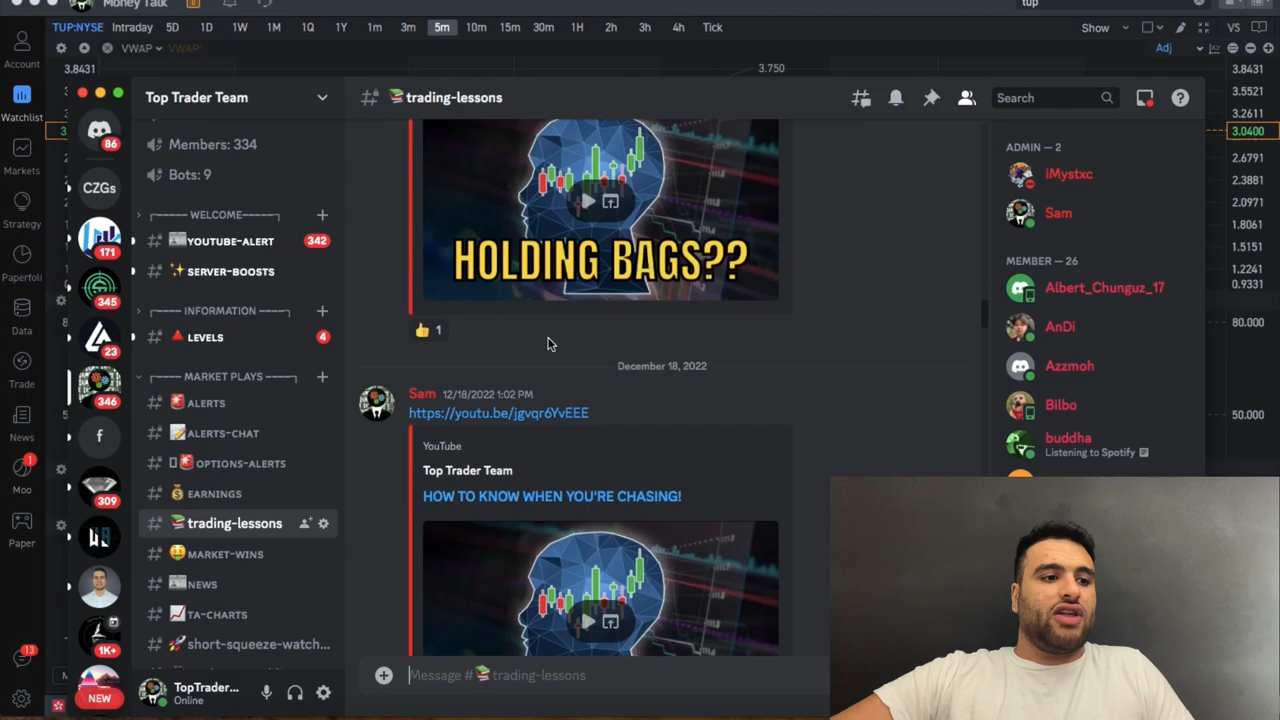 Money Talk
tup
TUP:NYSE Intraday 5D 1D 1W 1M 1Q 1Y 1m 3m 5m 10m 15m 30m 1H 2h 3h 4h Tick
Show
VS
VWAP
VWAP:
Adj
Account
Watchlist
Markets
Strategy
Paperfoli
Data
Trade
News
Moo
1
Paper
13
3.8431
3.750
3.8431
3.5521
3.2611
3.0400
2.6791
2.3881
2.0971
1.8061
1.5151
1.2241
0.9331
80.000
50.000
86
CZGs
171
345
23
346
f
309
1K+
NEW
Top Trader Team
Members: 334
Bots: 9
WELCOME
YOUTUBE-ALERT 342
SERVER-BOOSTS
INFORMATION
LEVELS 4
MARKET PLAYS
ALERTS
ALERTS-CHAT
OPTIONS-ALERTS
EARNINGS
trading-lessons
MARKET-WINS
NEWS
TA-CHARTS
short-squeeze-watch...
TopTrader...
Online
trading-lessons
Search
HOLDING BAGS??
1
December 18, 2022
Sam 12/18/2022 1:02 PM
https://youtu.be/jgvqr6YvEEE
YouTube
Top Trader Team
HOW TO KNOW WHEN YOU'RE CHASING!
Message # trading-lessons
ADMIN — 2
iMystxc
Sam
MEMBER — 26
Albert_Chunguz_17
AnDi
Azzmoh
Bilbo
buddha
Listening to Spotify